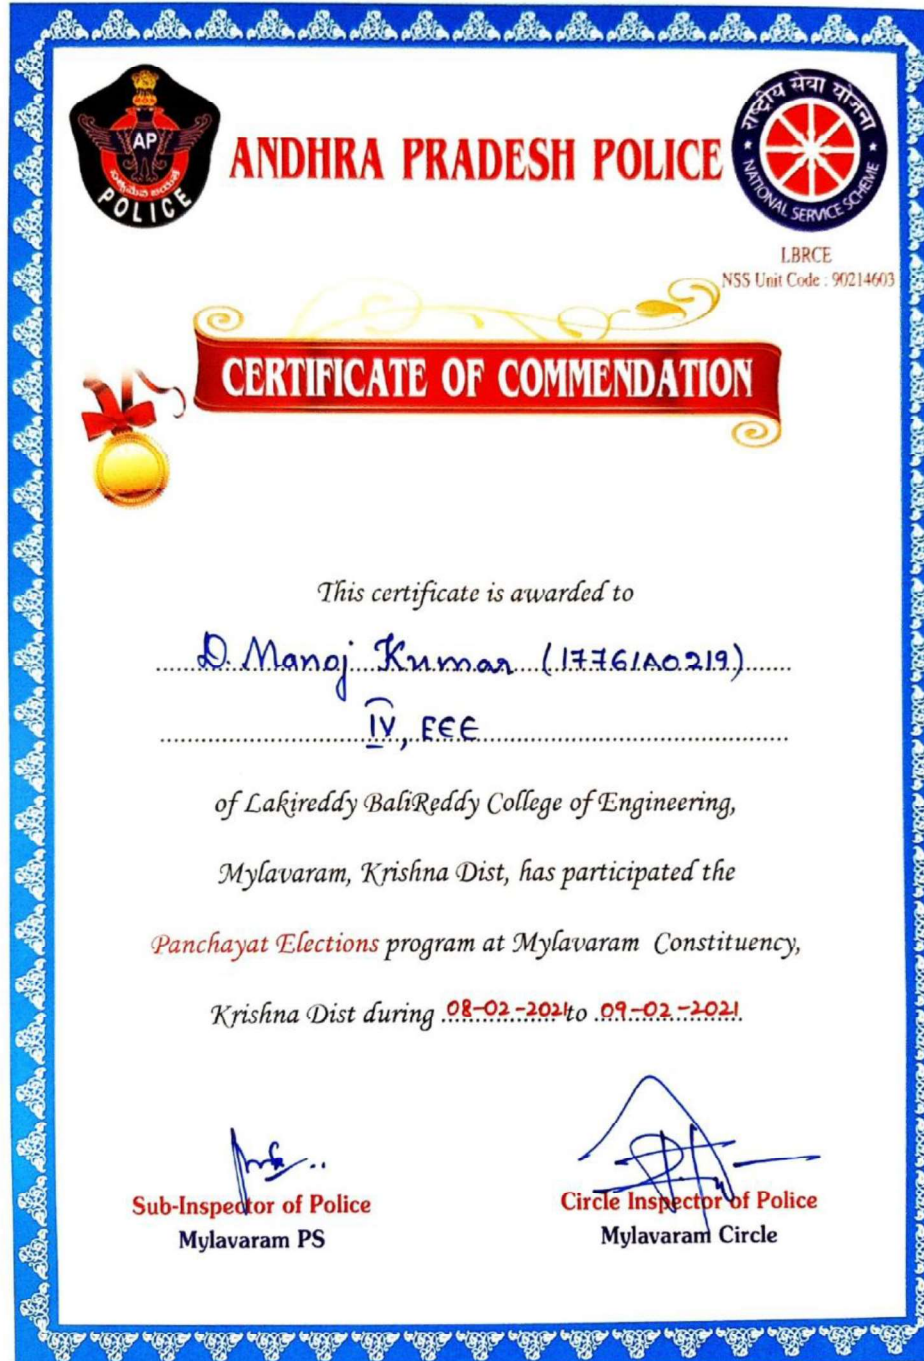 AP
సత్యమేవ జయతే
POLICE
ANDHRA PRADESH POLICE
राष्ट्रीय सेवा योजना
NATIONAL SERVICE SCHEME
LBRCE
NSS Unit Code : 90214603
CERTIFICATE OF COMMENDATION
This certificate is awarded to
D. Manoj Kumar (17761A0219)
IV, EEE
of Lakireddy BaliReddy College of Engineering,
Mylavaram, Krishna Dist, has participated the
Panchayat Elections program at Mylavaram Constituency,
Krishna Dist during 08-02-2021 to 09-02-2021
Sub-Inspector of Police
Mylavaram PS
Circle Inspector of Police
Mylavaram Circle